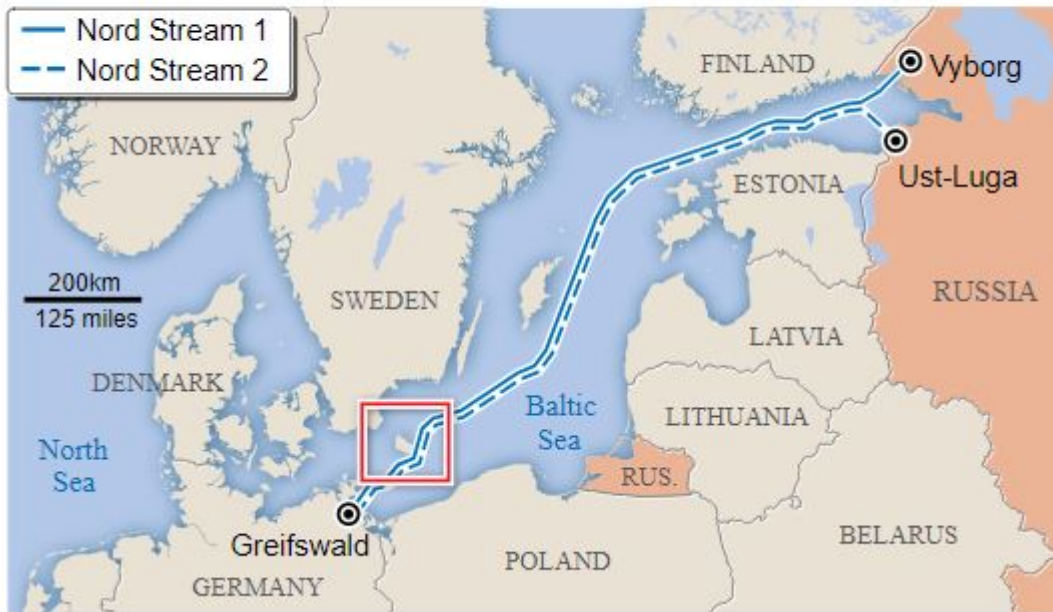 Nord Stream 1
Nord Stream 2
FINLAND
Vyborg
NORWAY
Ust-Luga
ESTONIA
200km
125 miles
SWEDEN
RUSSIA
LATVIA
DENMARK
Baltic
Sea
LITHUANIA
North
Sea
RUS.
Greifswald
BELARUS
POLAND
GERMANY